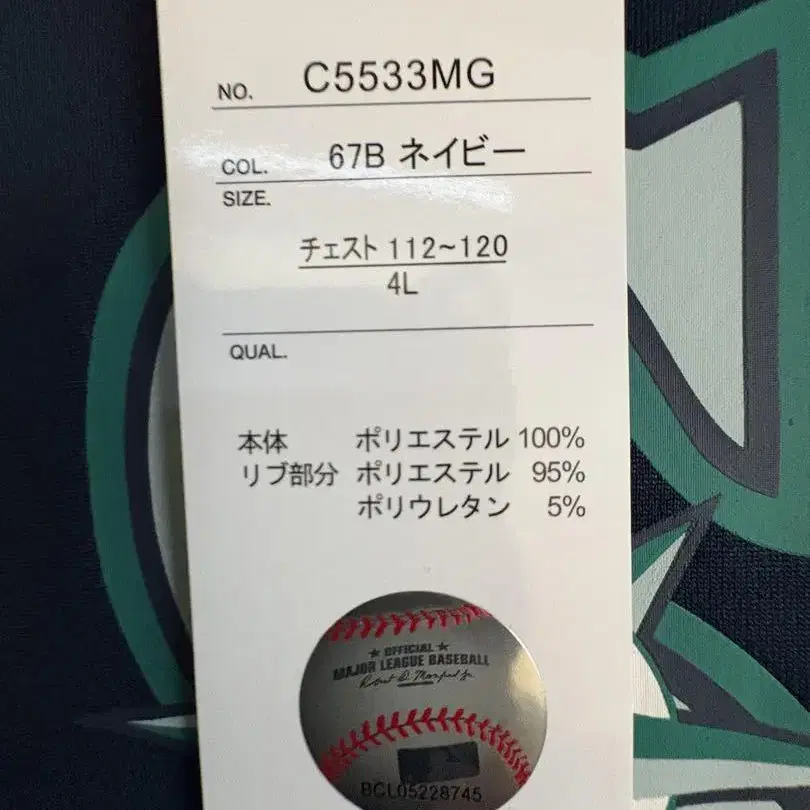 NO. C5533MG
COL. 67B ネイビー
SIZE.
チェスト 112~120
4L
QUAL.
本体 ポリエステル 100%
リブ部分 ポリエステル 95%
ポリウレタン 5%
★ OFFICIAL ★
MAJOR LEAGUE BASEBALL
BCL05228745